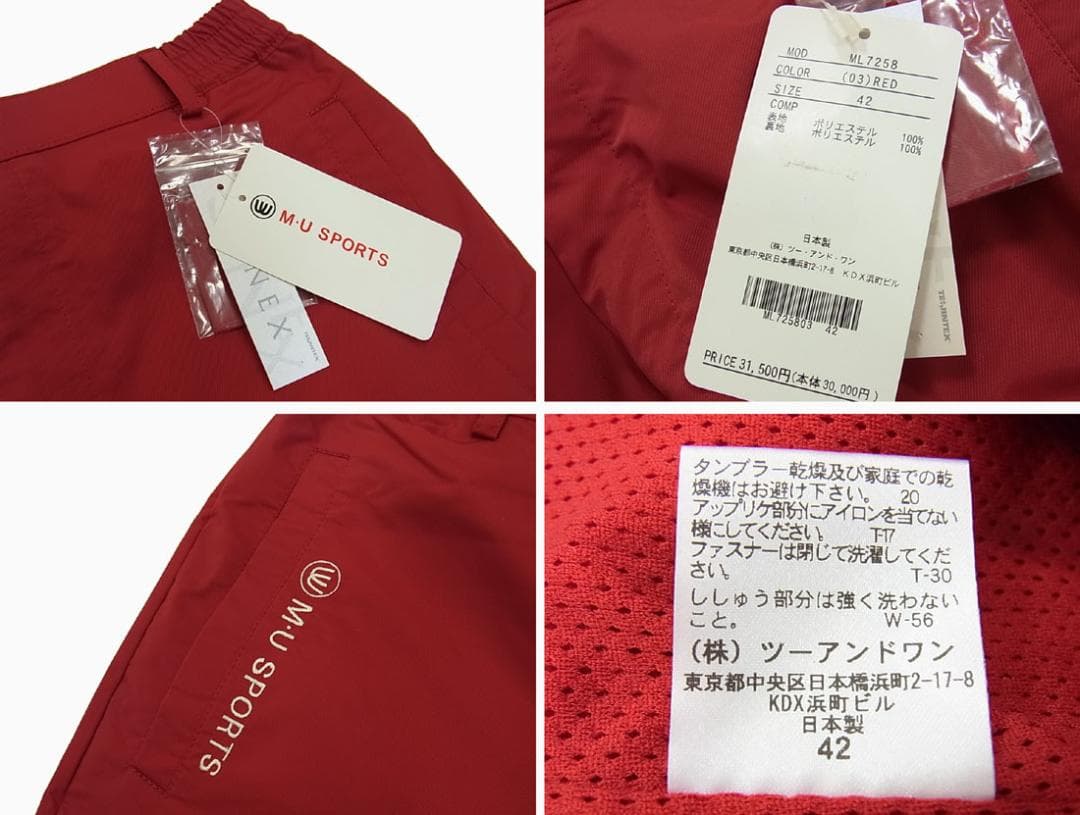 M·U SPORTS
NEX
MOD ML7258
COLOR (03)RED
SIZE 42
COMP
表地 ポリエステル 100%
裏地 ポリエステル 100%
日本製
(株) ツー・アンド・ワン
東京都中央区日本橋浜町2-17-8 KDX浜町ビル
ML725803 42
PRICE 31,500円(本体 30,000円)
M·U SPORTS
タンブラー乾燥及び家庭での乾
燥機はお避け下さい。 20
アップリケ部分にアイロンを当てない
様にしてください。 T-17
ファスナーは閉じて洗濯してくだ
さい。 T-30
ししゅう部分は強く洗わない
こと。 W-56
(株) ツーアンドワン
東京都中央区日本橋浜町2-17-8
KDX浜町ビル
日本製
42